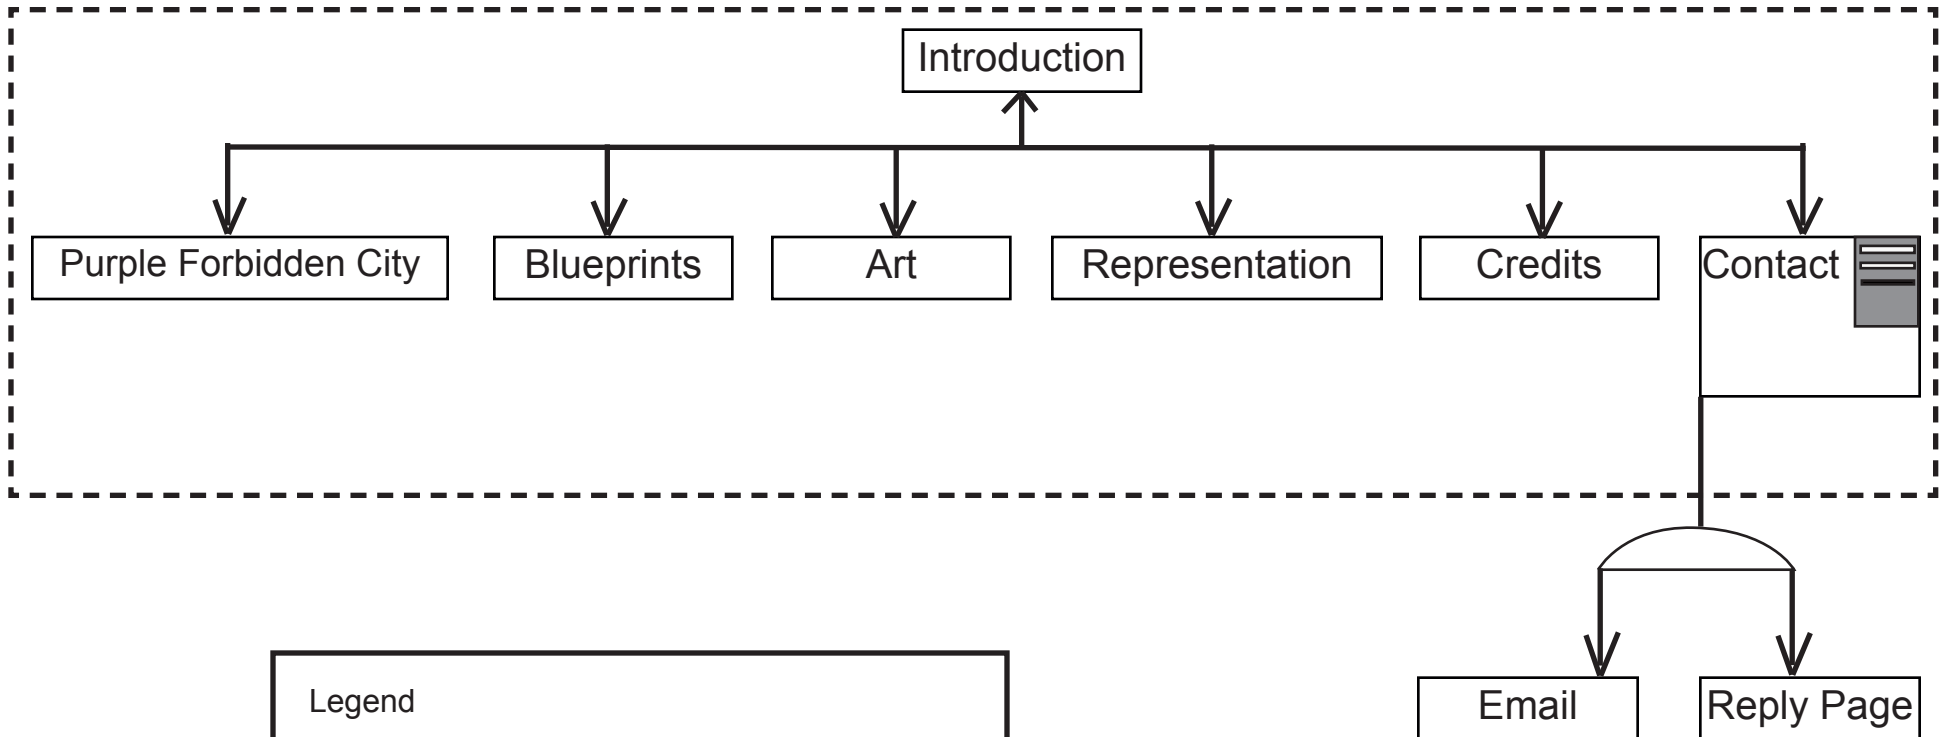 Introduction
Purple Forbidden City
Blueprints
Art
Representation
Credits
Contact
Legend
Email
Reply Page